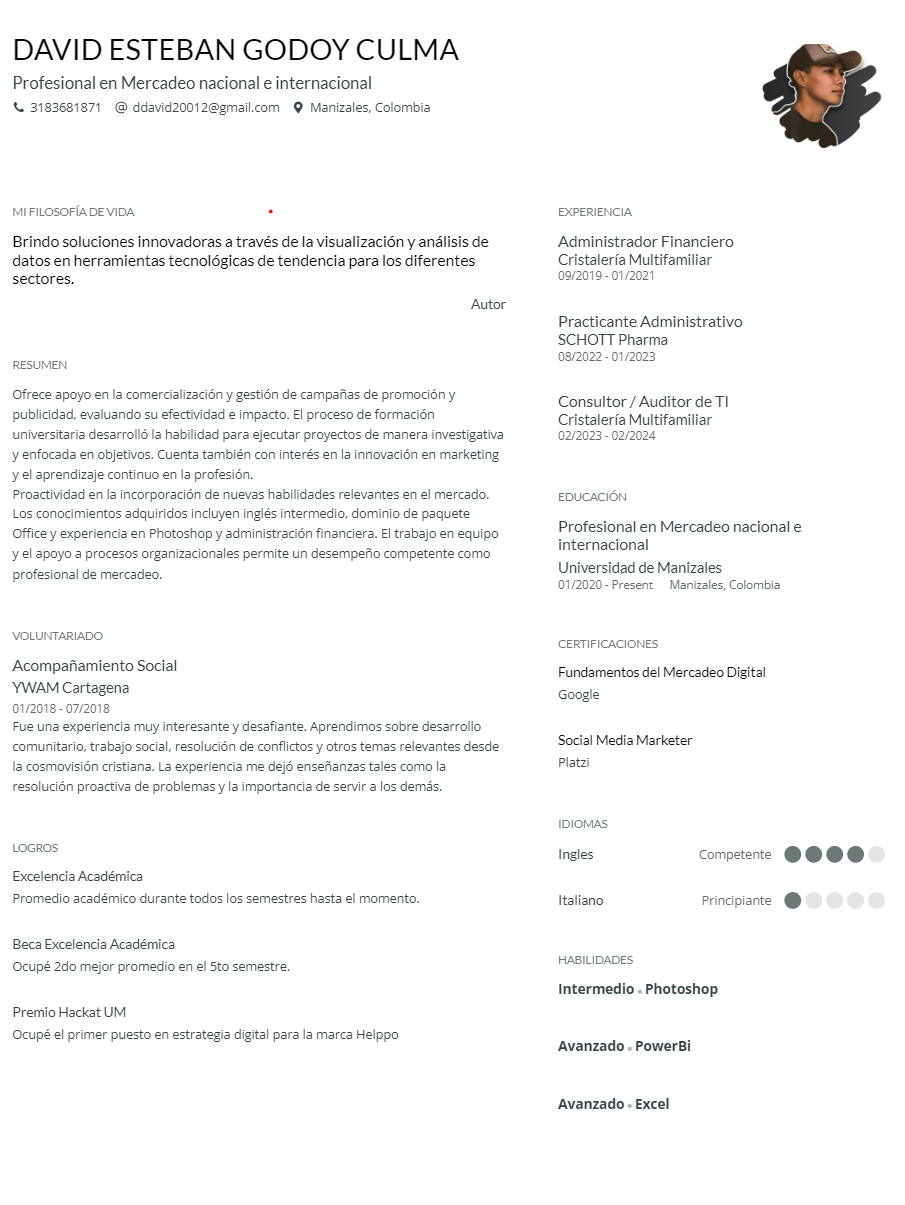 DAVID ESTEBAN GODOY CULMA
Profesional en Mercadeo nacional e internacional
3183681871 @ ddavid20012@gmail.com Manizales, Colombia
MI FILOSOFÍA DE VIDA
Brindo soluciones innovadoras a través de la visualización y análisis de
datos en herramientas tecnológicas de tendencia para los diferentes
sectores.
Autor
RESUMEN
Ofrece apoyo en la comercialización y gestión de campañas de promoción y
publicidad, evaluando su efectividad e impacto. El proceso de formación
universitaria desarrolló la habilidad para ejecutar proyectos de manera investigativa
y enfocada en objetivos. Cuenta también con interés en la innovación en marketing
y el aprendizaje continuo en la profesión.
Proactividad en la incorporación de nuevas habilidades relevantes en el mercado.
Los conocimientos adquiridos incluyen inglés intermedio, dominio de paquete
Office y experiencia en Photoshop y administración financiera. El trabajo en equipo
y el apoyo a procesos organizacionales permite un desempeño competente como
profesional de mercadeo.
VOLUNTARIADO
Acompañamiento Social
YWAM Cartagena
01/2018 - 07/2018
Fue una experiencia muy interesante y desafiante. Aprendimos sobre desarrollo
comunitario, trabajo social, resolución de conflictos y otros temas relevantes desde
la cosmovisión cristiana. La experiencia me dejó enseñanzas tales como la
resolución proactiva de problemas y la importancia de servir a los demás.
LOGROS
Excelencia Académica
Promedio académico durante todos los semestres hasta el momento.
Beca Excelencia Académica
Ocupé 2do mejor promedio en el 5to semestre.
Premio Hackat UM
Ocupé el primer puesto en estrategia digital para la marca Helppo
EXPERIENCIA
Administrador Financiero
Cristalería Multifamiliar
09/2019 - 01/2021
Practicante Administrativo
SCHOTT Pharma
08/2022 - 01/2023
Consultor / Auditor de TI
Cristalería Multifamiliar
02/2023 - 02/2024
EDUCACIÓN
Profesional en Mercadeo nacional e
internacional
Universidad de Manizales
01/2020 - Present Manizales, Colombia
CERTIFICACIONES
Fundamentos del Mercadeo Digital
Google
Social Media Marketer
Platzi
IDIOMAS
Ingles Competente
Italiano Principiante
HABILIDADES
Intermedio • Photoshop
Avanzado • PowerBi
Avanzado • Excel